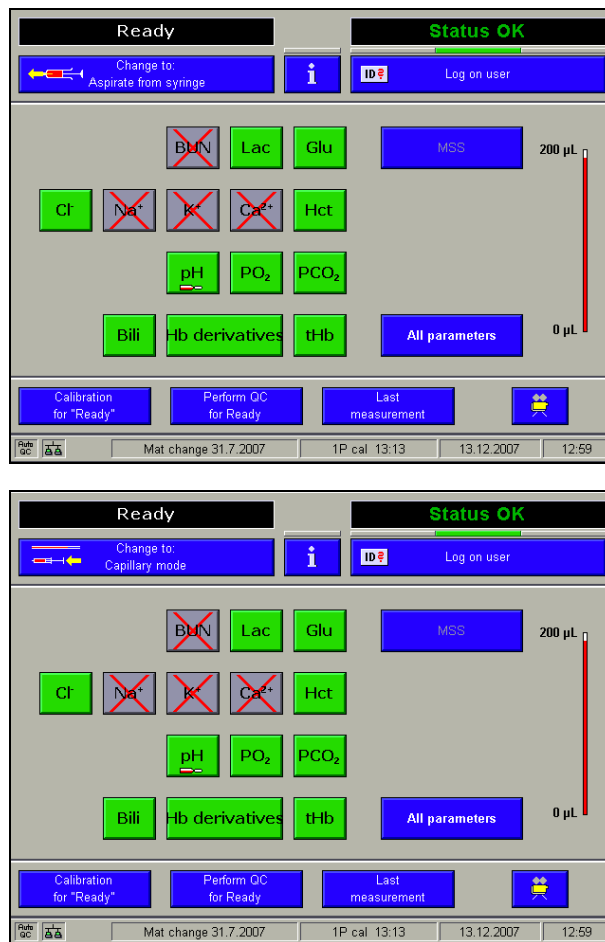 Ready
Status OK
Change to:
Aspirate from syringe
i
ID?
Log on user
BUN
Lac
Glu
MSS
200 µL
Cl⁻
Na⁺
K⁺
Ca²⁺
Hct
pH
PO₂
PCO₂
Bili
Hb derivatives
tHb
All parameters
0 µL
Calibration
for "Ready"
Perform QC
for Ready
Last
measurement
Auto
QC
Mat change 31.7.2007
1P cal 13:13
13.12.2007
12:59
Ready
Status OK
Change to:
Capillary mode
i
ID?
Log on user
BUN
Lac
Glu
MSS
200 µL
Cl⁻
Na⁺
K⁺
Ca²⁺
Hct
pH
PO₂
PCO₂
Bili
Hb derivatives
tHb
All parameters
0 µL
Calibration
for "Ready"
Perform QC
for Ready
Last
measurement
Auto
QC
Mat change 31.7.2007
1P cal 13:13
13.12.2007
12:59